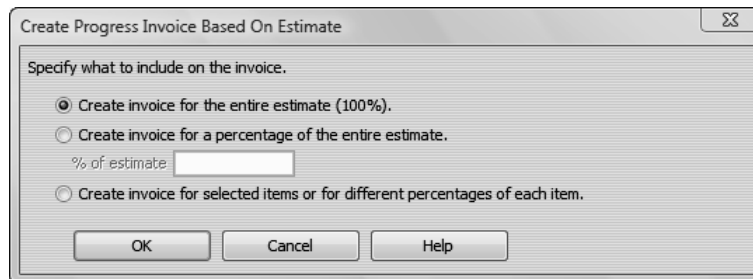 Create Progress Invoice Based On Estimate
Specify what to include on the invoice.
Create invoice for the entire estimate (100%).
Create invoice for a percentage of the entire estimate.
% of estimate
Create invoice for selected items or for different percentages of each item.
OK Cancel Help